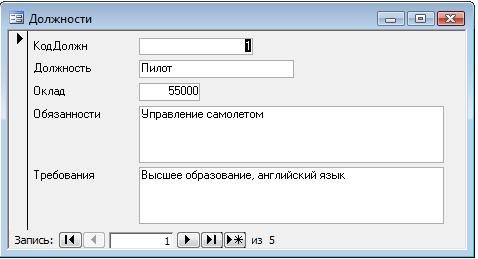 Должности
КодДолжн 1
Должность Пилот
Оклад 55000
Обязанности Управление самолетом
Требования Высшее образование, английский язык
Запись: 1 из 5